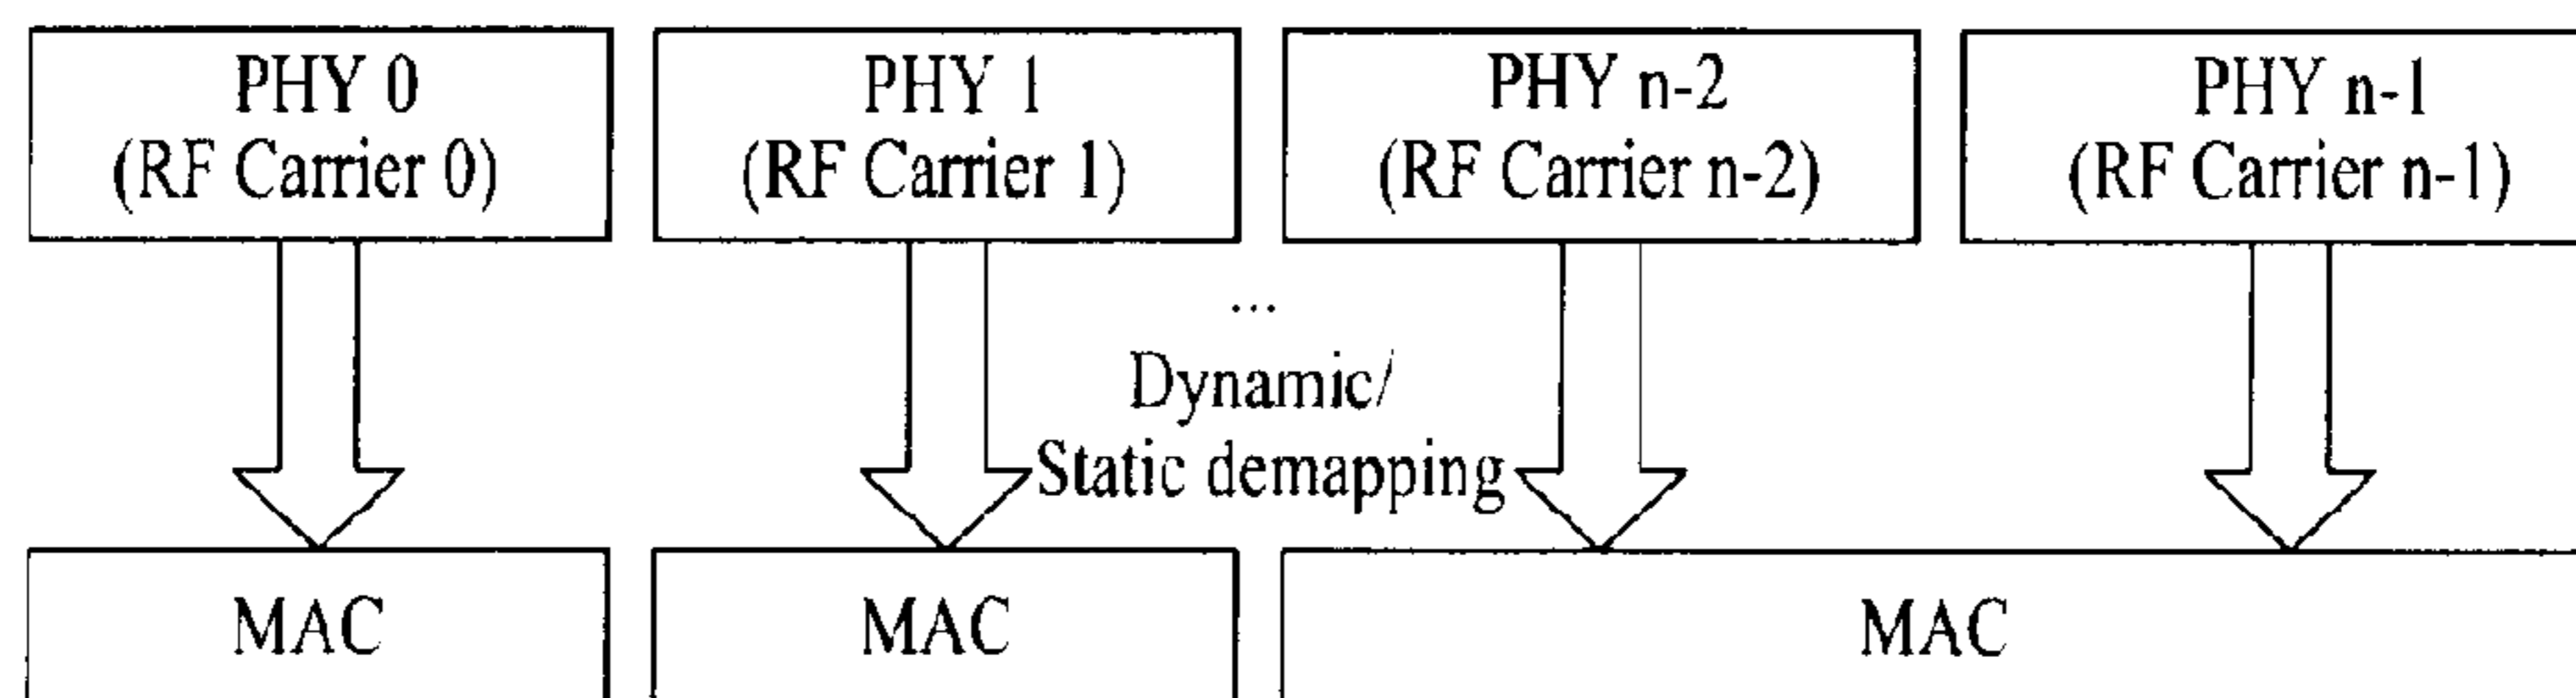 PHY 0
(RF Carrier 0)
PHY 1
(RF Carrier 1)
PHY n-2
(RF Carrier n-2)
PHY n-1
(RF Carrier n-1)
...
Dynamic/
Static demapping
MAC
MAC
MAC